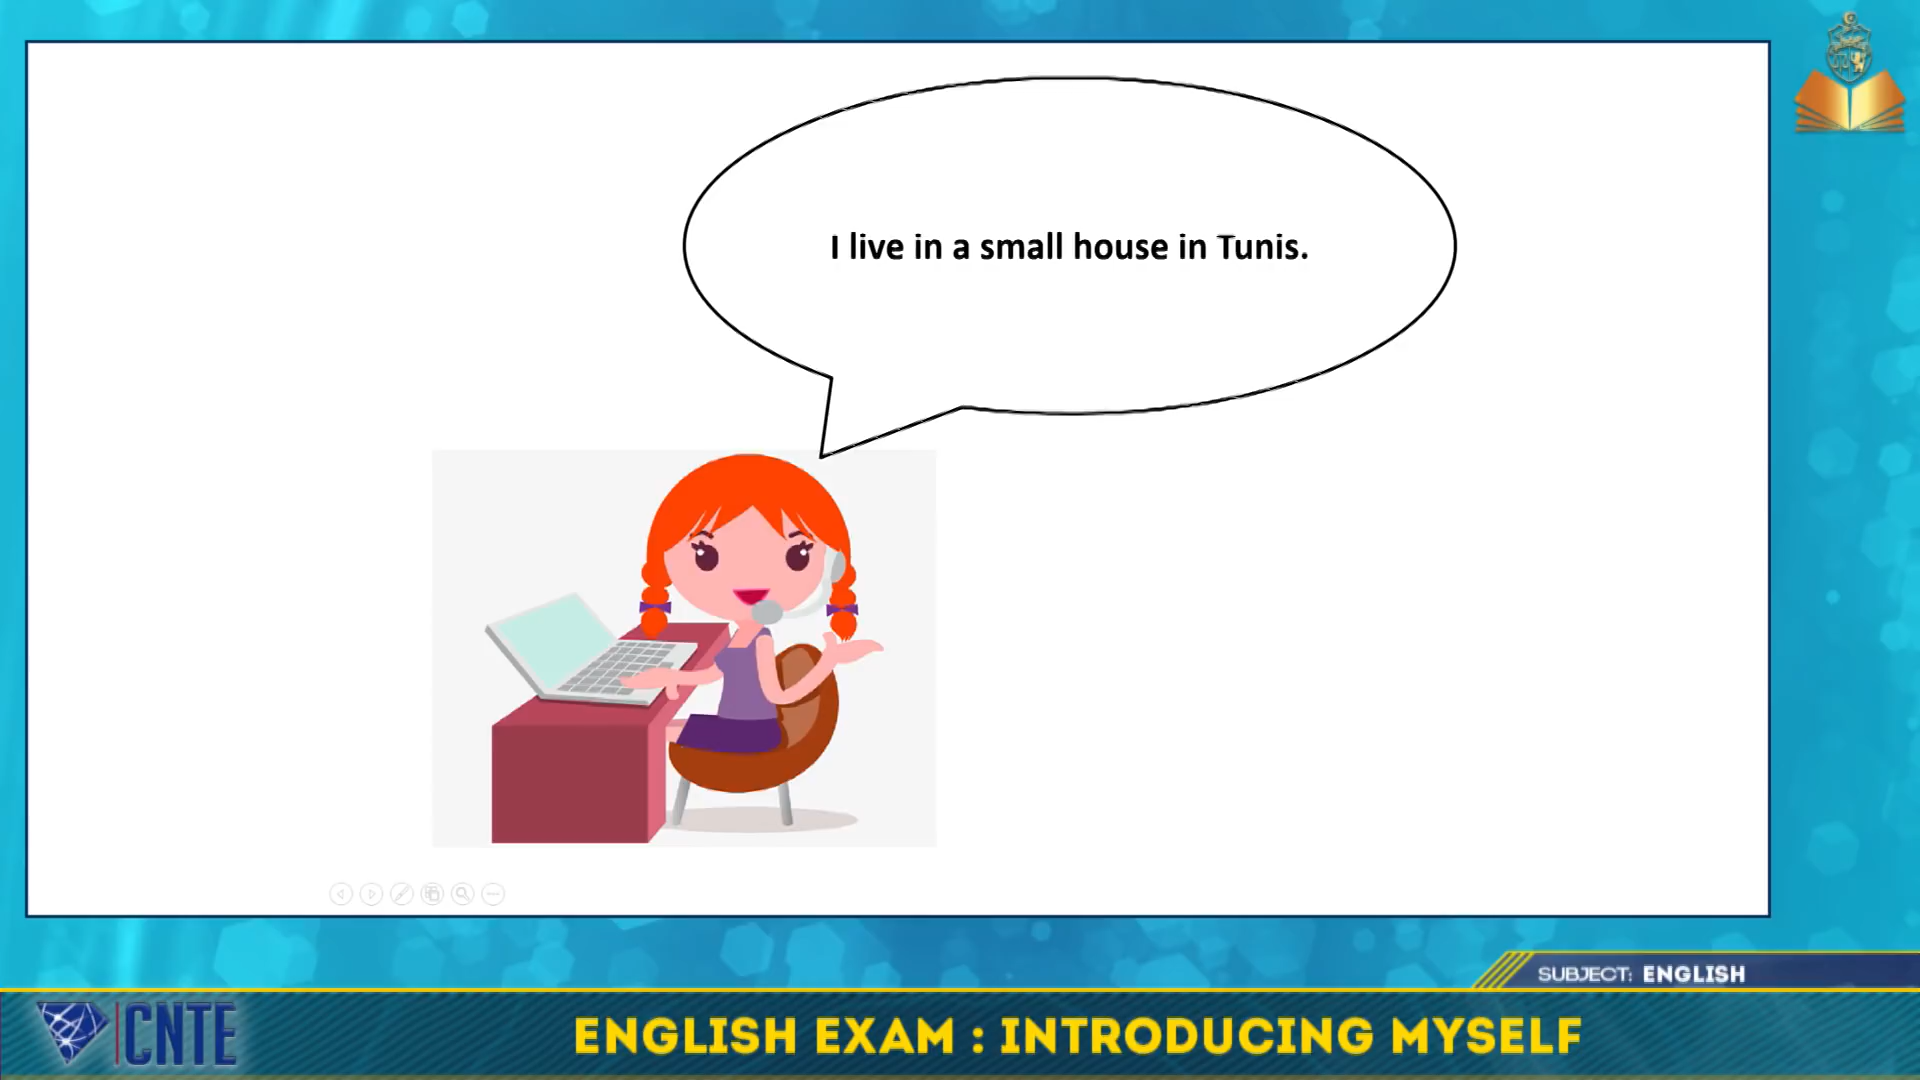 I live in a small house in Tunis.
SUBJECT: ENGLISH
CNTE
ENGLISH EXAM : INTRODUCING MYSELF